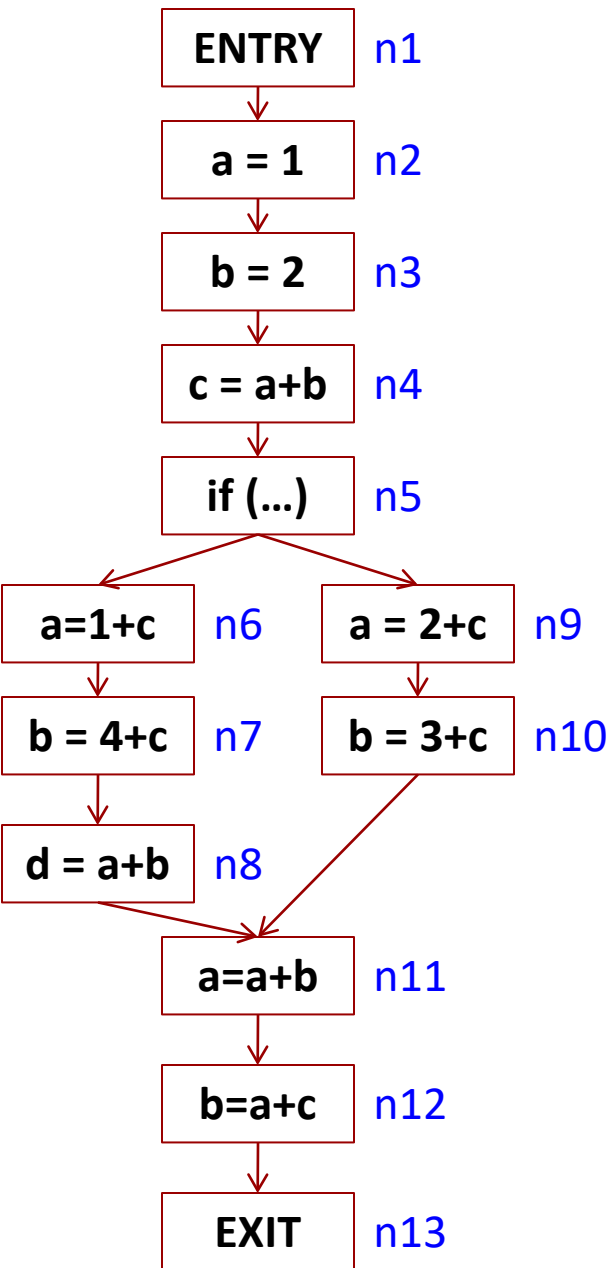 ENTRY n1
a = 1 n2
b = 2 n3
c = a+b n4
if (...) n5
a=1+c n6 a = 2+c n9
b = 4+c n7 b = 3+c n10
d = a+b n8
a=a+b n11
b=a+c n12
EXIT n13